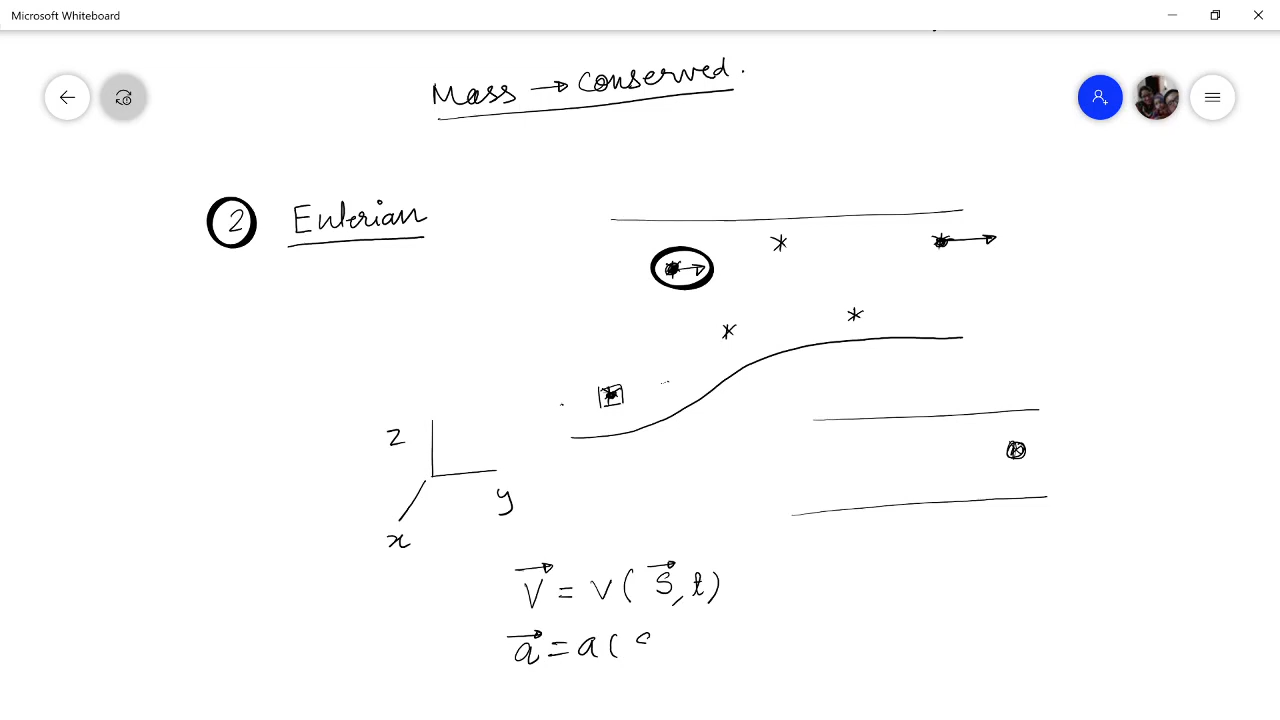 Microsoft Whiteboard
Mass → Conserved.
2 Eulerian
z
y
x
V = v( s, t)
a = a( s